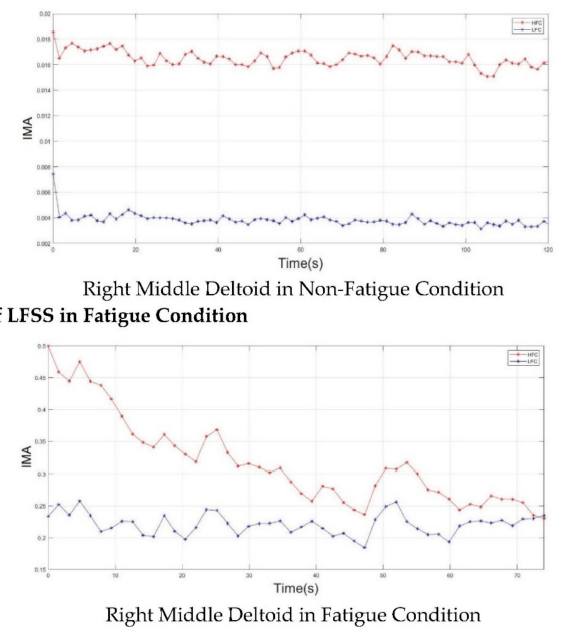 0.02
HFC
LFC
0.018
0.016
0.014
0.012
0.01
0.008
0.006
0.004
0.002
IMA
0 20 40 60 80 100 120
Time(s)
Right Middle Deltoid in Non-Fatigue Condition
f LFSS in Fatigue Condition
0.5
HFC
LFC
0.45
0.4
0.35
0.3
0.25
0.2
0.15
IMA
0 10 20 30 40 50 60 70
Time(s)
Right Middle Deltoid in Fatigue Condition